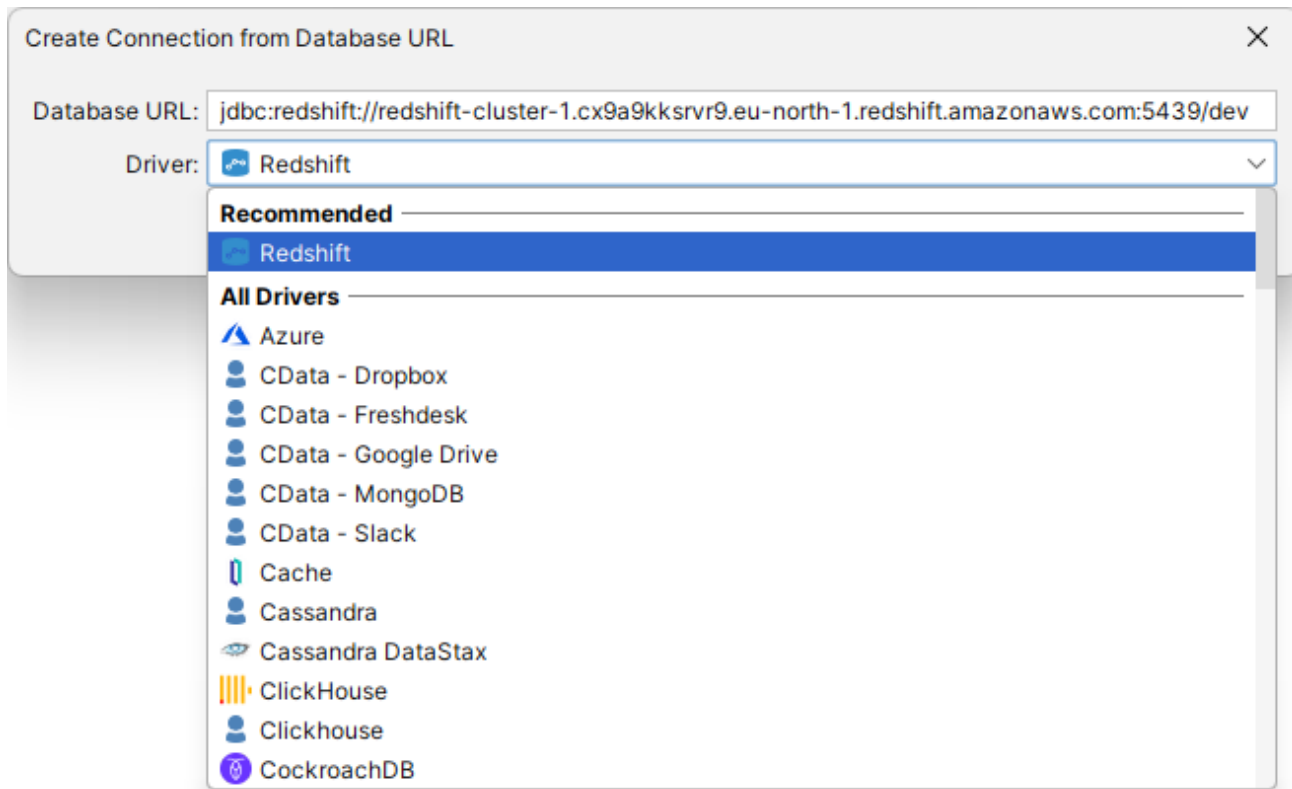 Create Connection from Database URL
Database URL: jdbc:redshift://redshift-cluster-1.cx9a9kksrvr9.eu-north-1.redshift.amazonaws.com:5439/dev
Driver: Redshift
Recommended
Redshift
All Drivers
Azure
CData - Dropbox
CData - Freshdesk
CData - Google Drive
CData - MongoDB
CData - Slack
Cache
Cassandra
Cassandra DataStax
ClickHouse
Clickhouse
CockroachDB